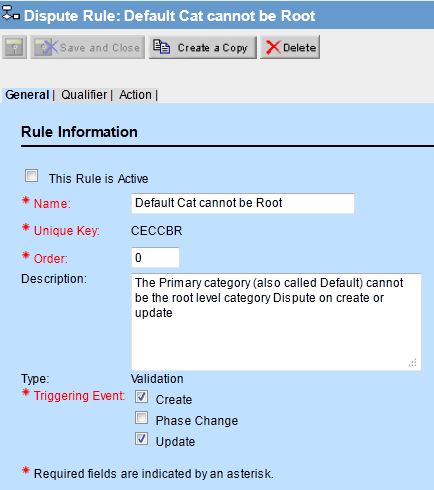 Dispute Rule: Default Cat cannot be Root
Save and Close Create a Copy Delete
General | Qualifier | Action |
Rule Information
This Rule is Active
* Name: Default Cat cannot be Root
* Unique Key: CECCBR
* Order: 0
Description: The Primary category (also called Default) cannot
be the root level category Dispute on create or
update
Type: Validation
* Triggering Event: Create
Phase Change
Update
* Required fields are indicated by an asterisk.